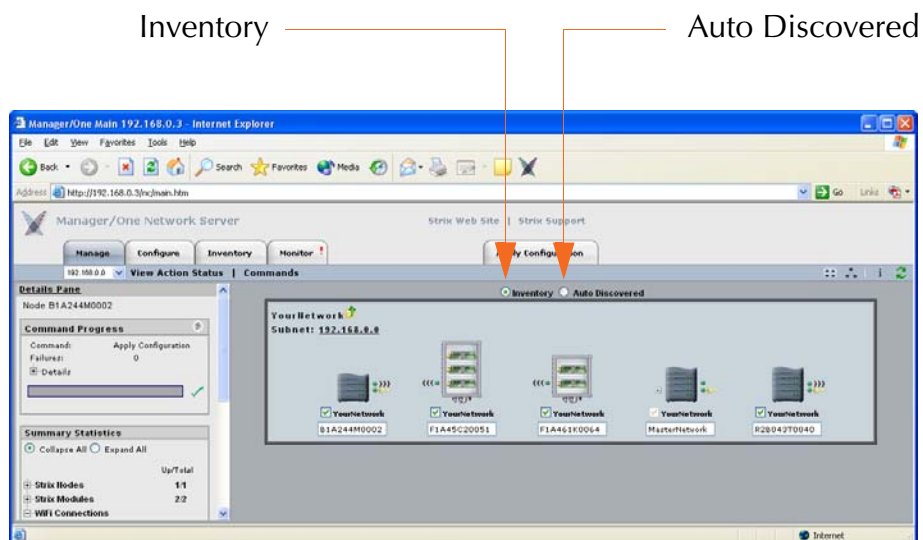 Inventory
Auto Discovered
Manager/One Main 192.168.0.3 - Internet Explorer
File Edit View Favorites Tools Help
Back Search Favorites Media
Address http://192.168.0.3/nc/main.htm Go Links
Manager/One Network Server
Strix Web Site | Strix Support
Manage Configure Inventory Monitor ! Apply Configuration
192.168.0.0 View Action Status | Commands
Details Pane
Inventory Auto Discovered
Node B1A244M0002
YourNetwork
Subnet: 192.168.0.0
Command Progress
Command: Apply Configuration
Failures: 0
Details
YourNetwork YourNetwork YourNetwork YourNetwork YourNetwork
B1A244M0002 F1A45C20051 F1A461K0064 MasterNetwork R2B043T0040
Summary Statistics
Collapse All Expand All
Up/Total
Strix Nodes 1/1
Strix Modules 2/2
WiFi Connections
Internet